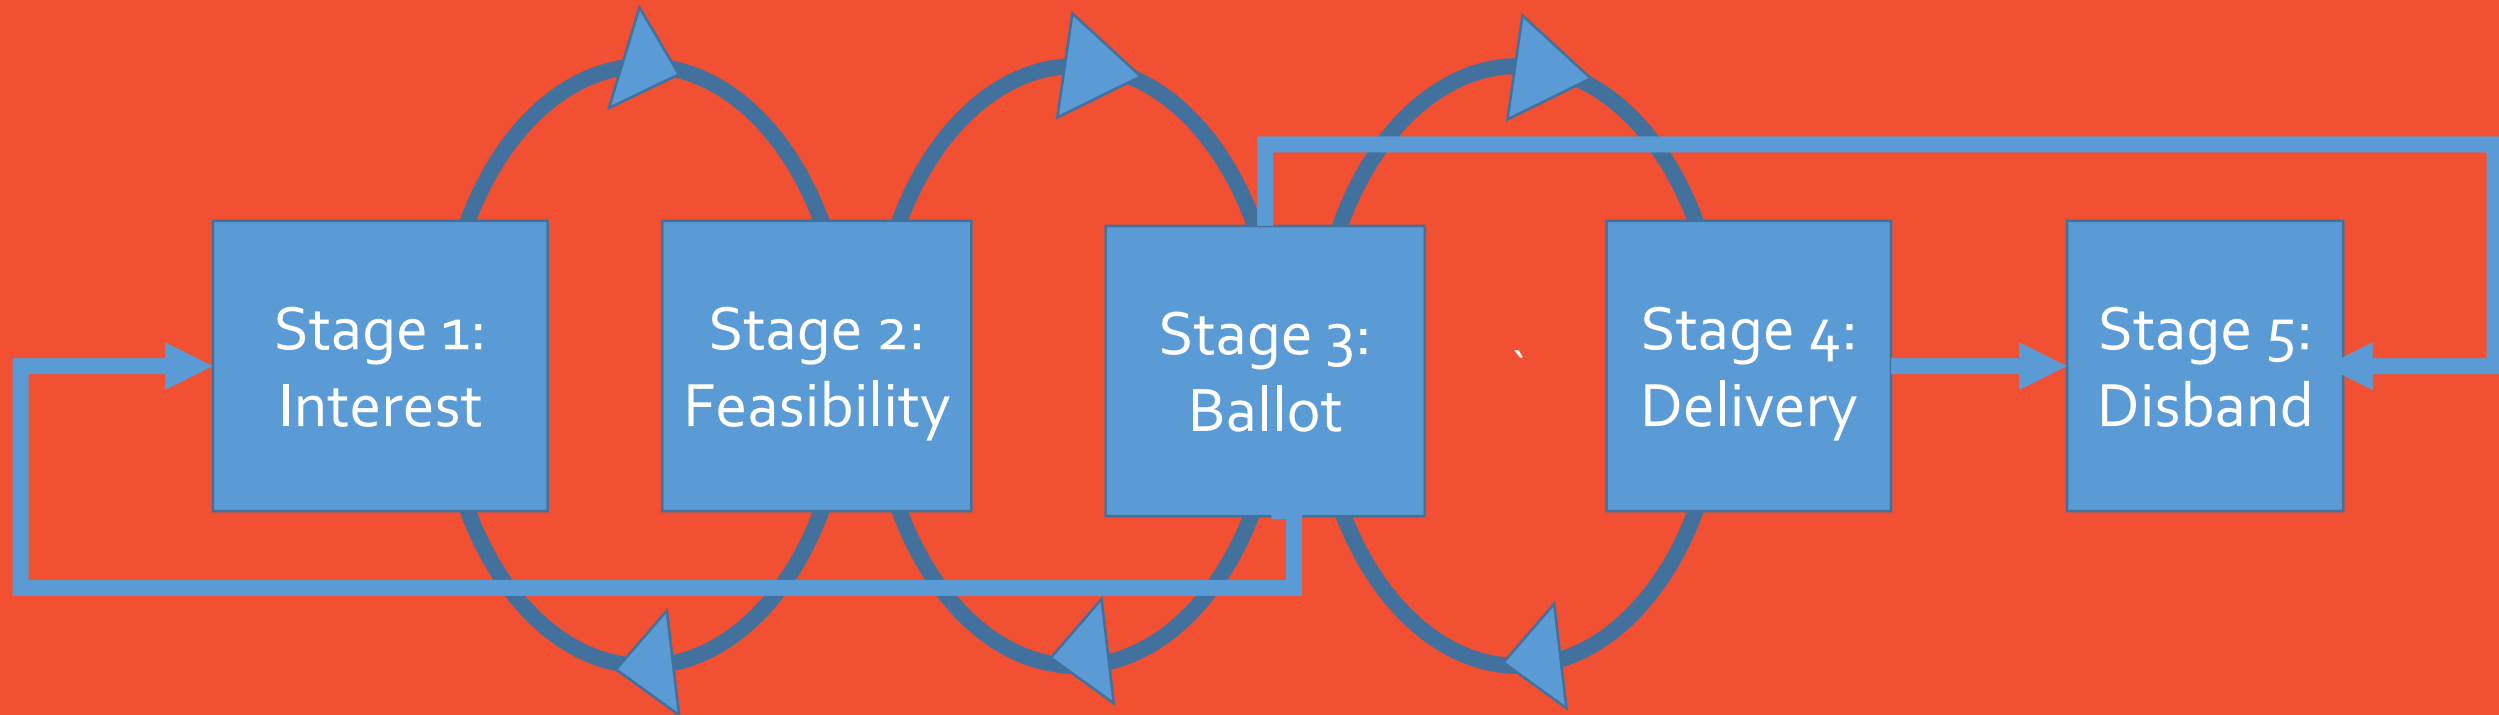 Stage 1:
Interest
Stage 2:
Feasibility
Stage 3:
Ballot
`
Stage 4:
Delivery
Stage 5:
Disband